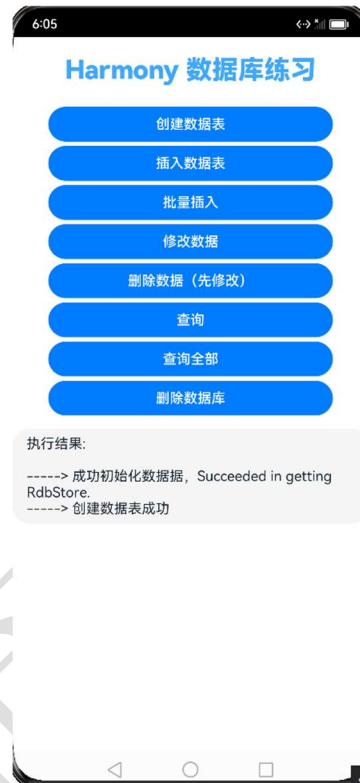 6:05
Harmony 数据库练习
创建数据表
插入数据表
批量插入
修改数据
删除数据（先修改）
查询
查询全部
删除数据库
执行结果:
-----> 成功初始化数据据，Succeeded in getting
RdbStore.
-----> 创建数据表成功